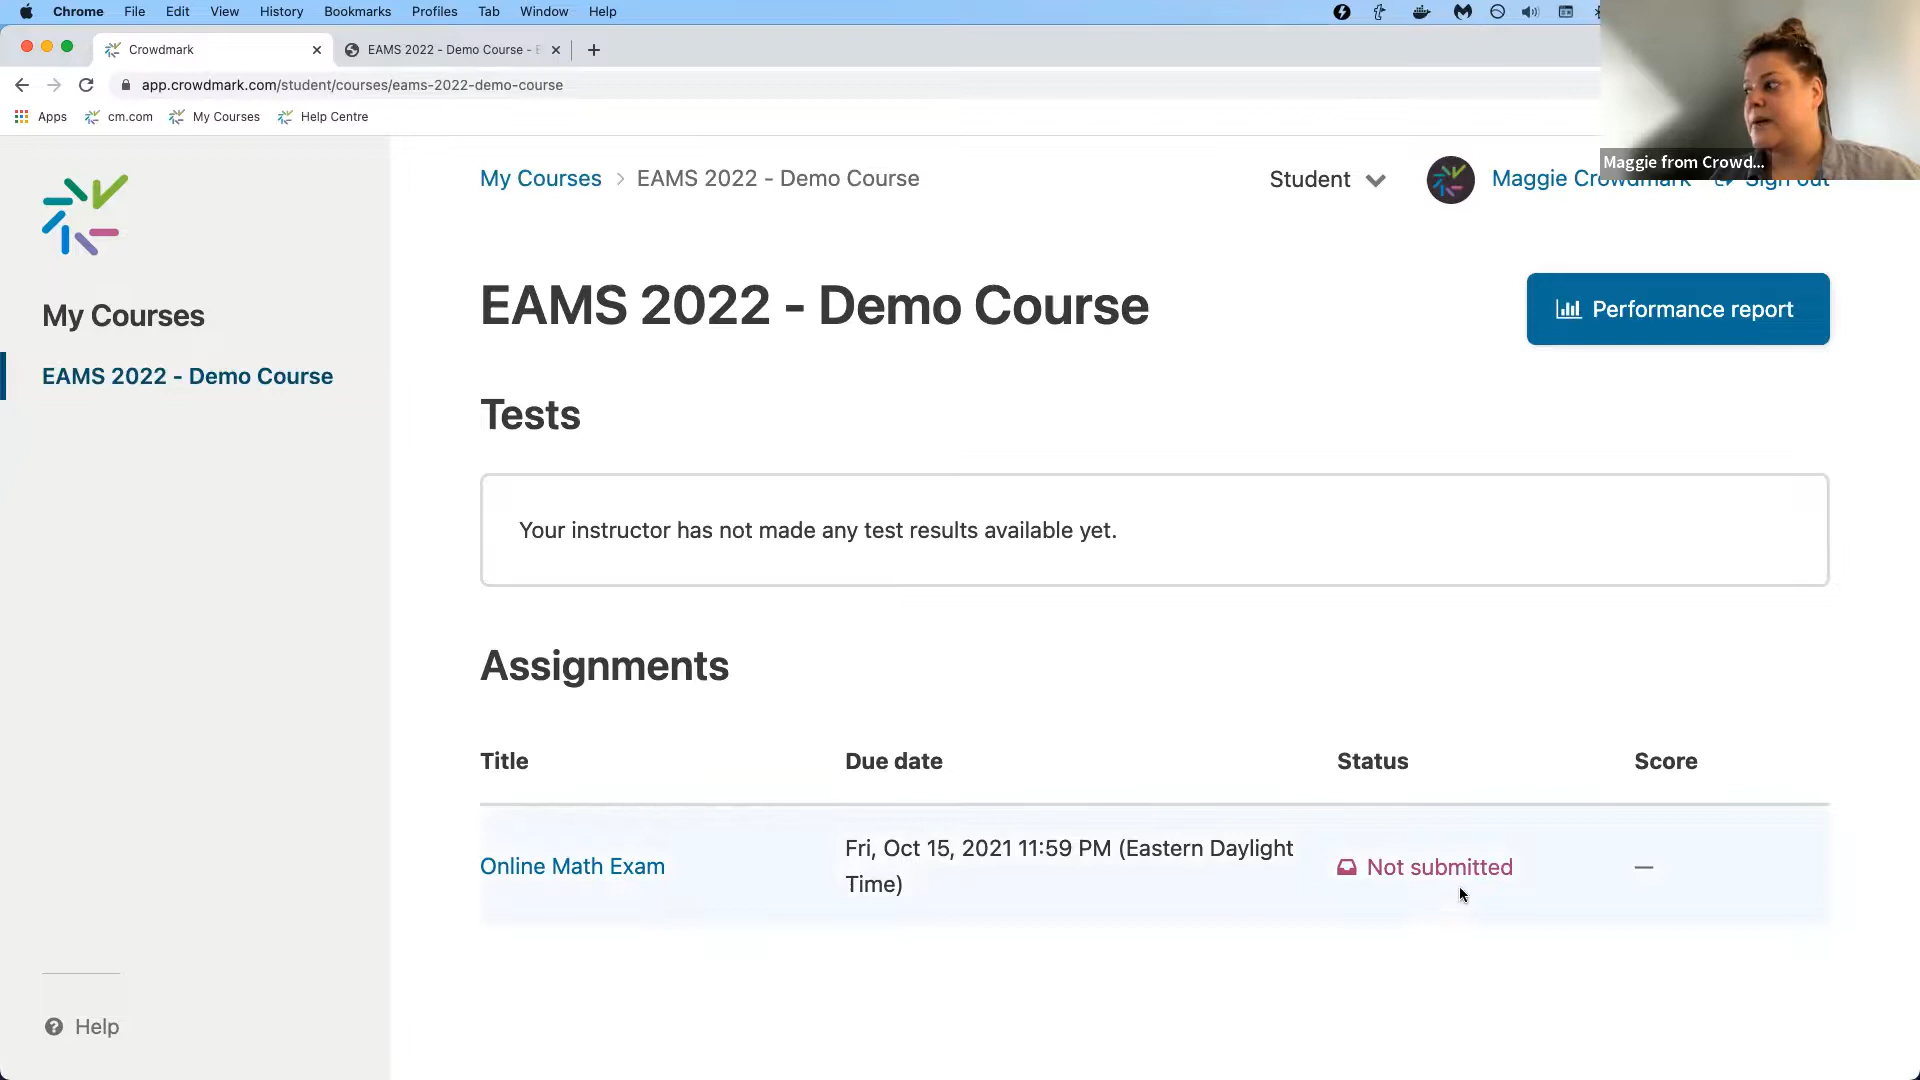 Chrome File Edit View History Bookmarks Profiles Tab Window Help
Crowdmark
EAMS 2022 - Demo Course - E
app.crowdmark.com/student/courses/eams-2022-demo-course
Apps cm.com My Courses Help Centre
Maggie from Crowd...
My Courses > EAMS 2022 - Demo Course
Student
Maggie Crowdmark Sign out
My Courses
EAMS 2022 - Demo Course
EAMS 2022 - Demo Course
Performance report
Tests
Your instructor has not made any test results available yet.
Assignments
Title Due date Status Score
Online Math Exam
Fri, Oct 15, 2021 11:59 PM (Eastern Daylight
Time)
Not submitted
—
Help